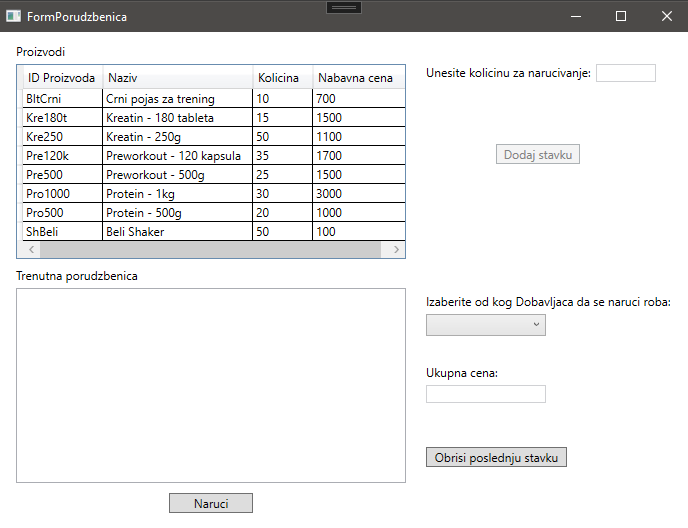 FormPorudzbenica
Proizvodi
ID Proizvoda Naziv Kolicina Nabavna cena
BltCrni Crni pojas za trening 10 700
Kre180t Kreatin - 180 tableta 15 1500
Kre250 Kreatin - 250g 50 1100
Pre120k Preworkout - 120 kapsula 35 1700
Pre500 Preworkout - 500g 25 1500
Pro1000 Protein - 1kg 30 3000
Pro500 Protein - 500g 20 1000
ShBeli Beli Shaker 50 100
Unesite kolicinu za narucivanje:
Dodaj stavku
Trenutna porudzbenica
Izaberite od kog Dobavljaca da se naruci roba:
Ukupna cena:
Obrisi poslednju stavku
Naruci